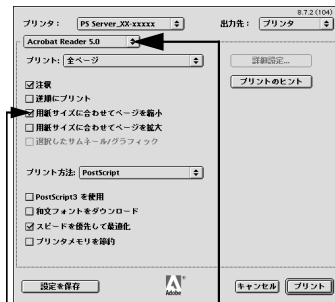 8.7.2 (104)
プリンタ： PS Server_XX-xxxxx 出力先： プリンタ
Acrobat Reader 5.0
プリント： 全ページ 詳細設定...
プリントのヒント
注釈
逆順にプリント
用紙サイズに合わせてページを縮小
用紙サイズに合わせてページを拡大
選択したサムネール/グラフィック
プリント方法： PostScript
PostScript3 を使用
和文フォントをダウンロード
スピードを優先して最適化
プリンタメモリを節約
設定を保存 Adobe キャンセル プリント